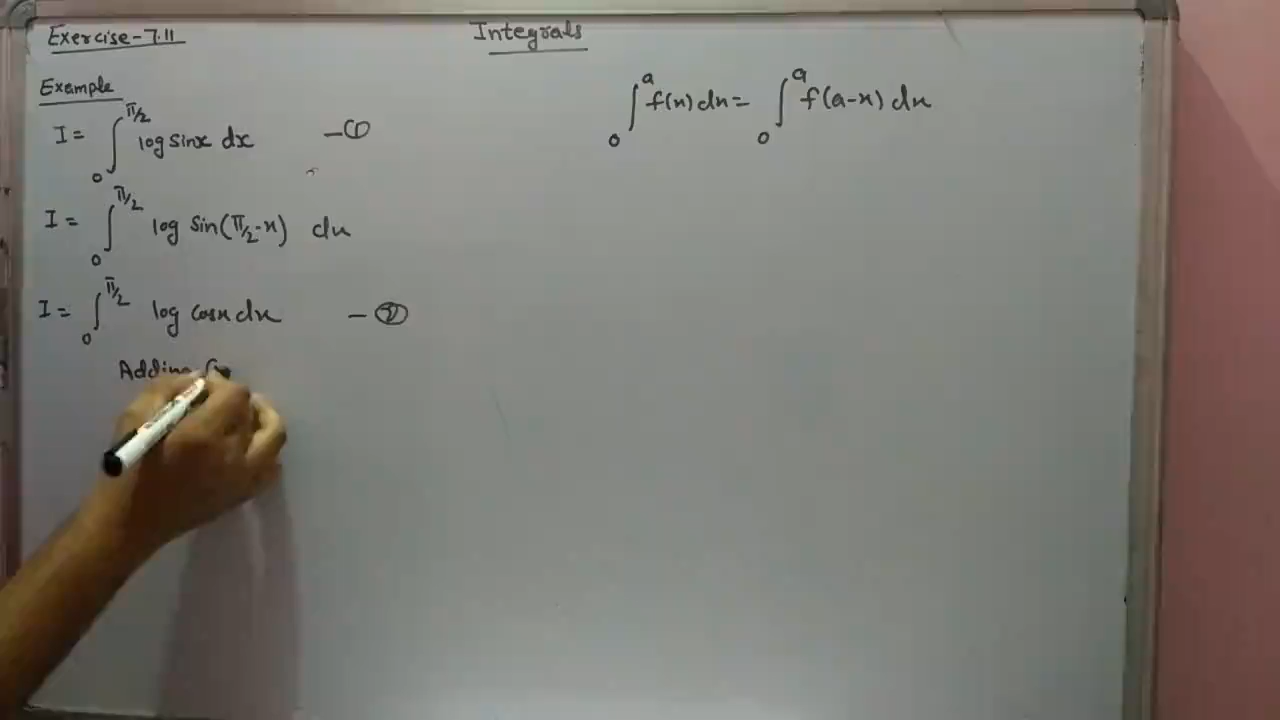 Exercise-7.11
Integrals
Example
I = ∫₀^{π/2} log sinx dx —①
∫₀^a f(x) dx = ∫₀^a f(a-x) dx
I = ∫₀^{π/2} log sin(π/2-x) dx
I = ∫₀^{π/2} log cosx dx —②
Adding